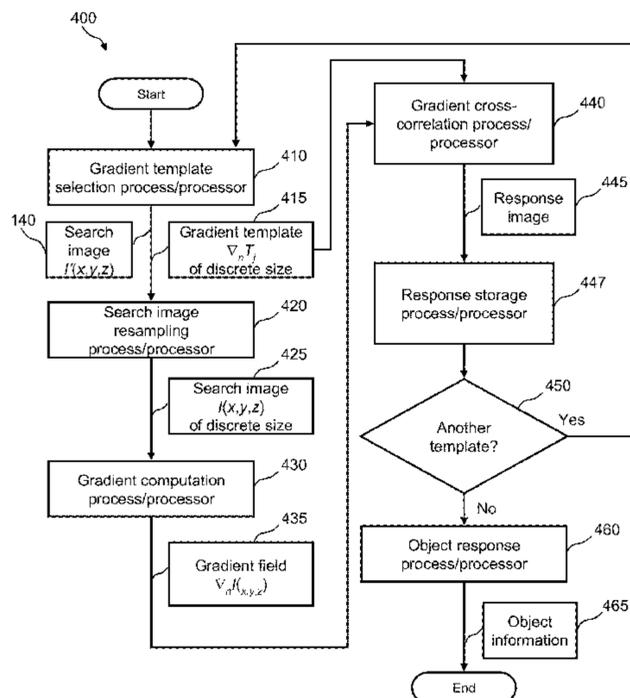 400
Start
Gradient template
selection process/processor
410
140
Search
image
I'(x,y,z)
415
Gradient template
∇nTj
of discrete size
420
Search image
resampling
process/processor
425
Search image
I(x,y,z)
of discrete size
430
Gradient computation
process/processor
435
Gradient field
∇nI(x,y,z)
Gradient cross-
correlation process/
processor
440
445
Response
image
Response storage
process/processor
447
450
Another
template?
Yes
No
Object response
process/processor
460
465
Object
information
End